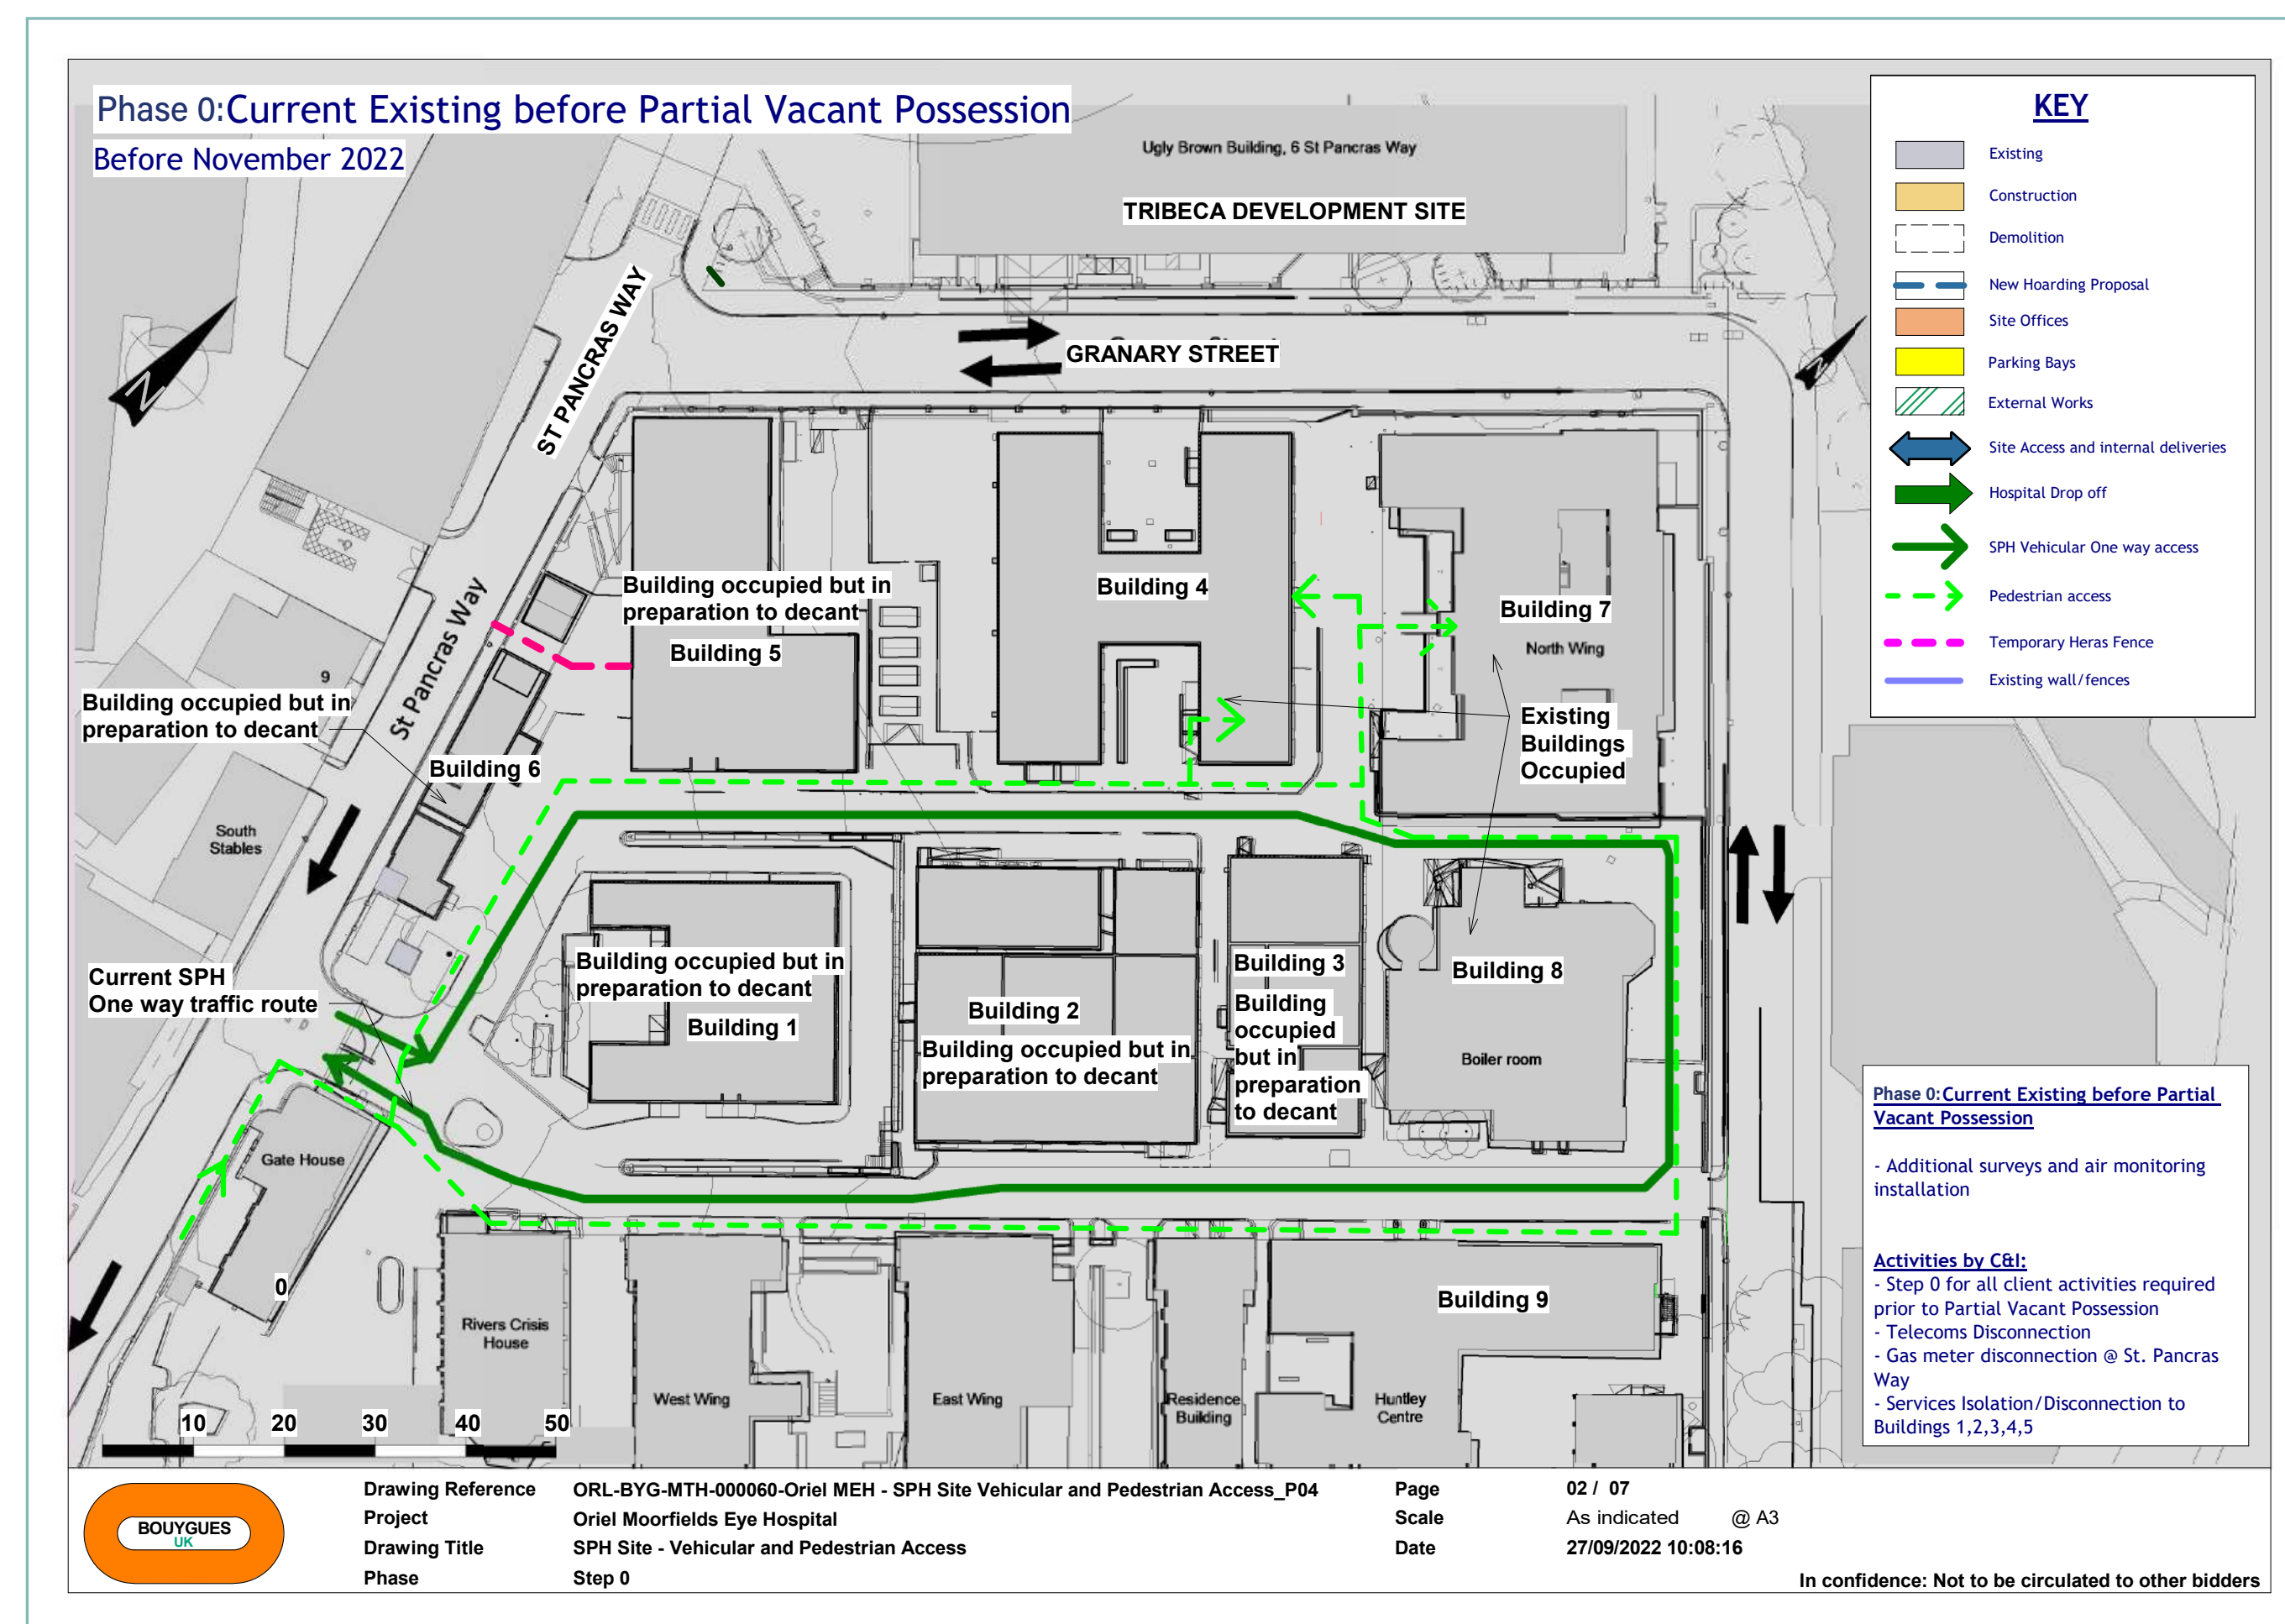 Phase 0:Current Existing before Partial Vacant Possession
Before November 2022
Ugly Brown Building, 6 St Pancras Way
TRIBECA DEVELOPMENT SITE
ST PANCRAS WAY
GRANARY STREET
N
N
KEY
Existing
Construction
Demolition
New Hoarding Proposal
Site Offices
Parking Bays
External Works
Site Access and internal deliveries
Hospital Drop off
SPH Vehicular One way access
Pedestrian access
Temporary Heras Fence
Existing wall/fences
Building occupied but in
preparation to decant
Building 5
Building 4
Building 7
North Wing
Existing
Buildings
Occupied
St Pancras Way
9
Building occupied but in
preparation to decant
Building 6
South
Stables
Current SPH
One way traffic route
Building occupied but in
preparation to decant
Building 1
Building 2
Building occupied but in
preparation to decant
Building 3
Building
occupied
but in
preparation
to decant
Building 8
Boiler room
Gate House
0
Rivers Crisis
House
West Wing
East Wing
Residence
Building
Building 9
Huntley
Centre
10
20
30
40
50
Phase 0:Current Existing before Partial
Vacant Possession
- Additional surveys and air monitoring
installation
Activities by C&I:
- Step 0 for all client activities required
prior to Partial Vacant Possession
- Telecoms Disconnection
- Gas meter disconnection @ St. Pancras
Way
- Services Isolation/Disconnection to
Buildings 1,2,3,4,5
BOUYGUES
UK
Drawing Reference ORL-BYG-MTH-000060-Oriel MEH - SPH Site Vehicular and Pedestrian Access_P04
Project Oriel Moorfields Eye Hospital
Drawing Title SPH Site - Vehicular and Pedestrian Access
Phase Step 0
Page 02 / 07
Scale As indicated @ A3
Date 27/09/2022 10:08:16
In confidence: Not to be circulated to other bidders